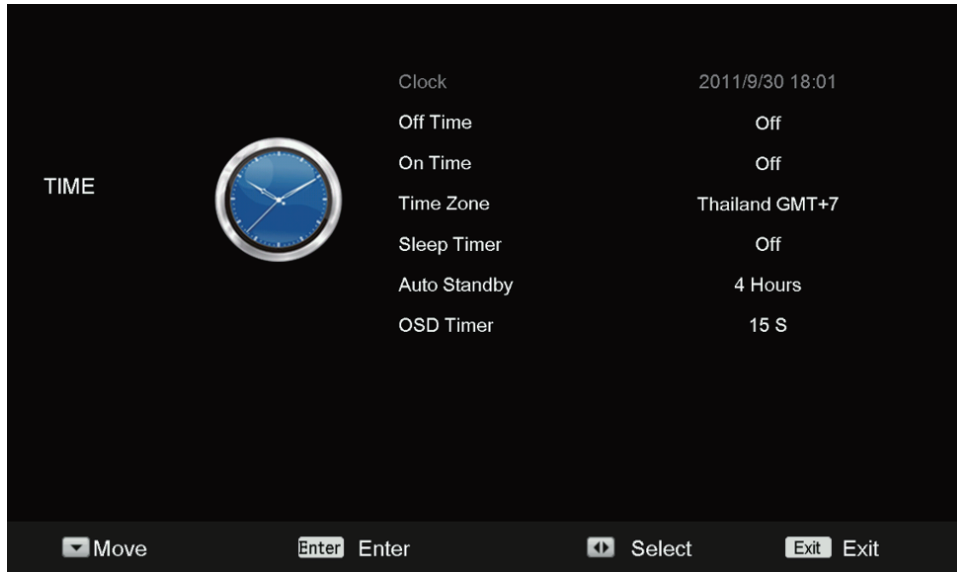 Clock 2011/9/30 18:01
Off Time Off
On Time Off
TIME
Time Zone Thailand GMT+7
Sleep Timer Off
Auto Standby 4 Hours
OSD Timer 15 S
Move Enter Enter Select Exit Exit